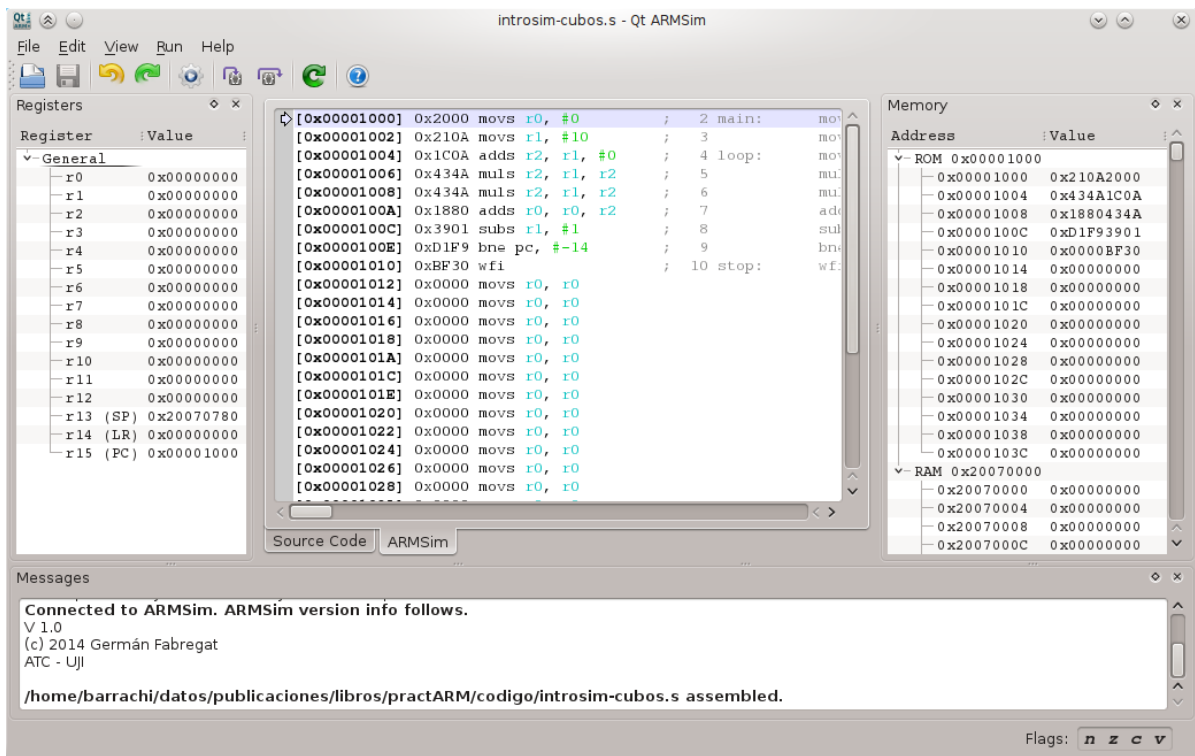 introsim-cubos.s - Qt ARMSim
File Edit View Run Help
Registers
Register Value
General
r0 0x00000000
r1 0x00000000
r2 0x00000000
r3 0x00000000
r4 0x00000000
r5 0x00000000
r6 0x00000000
r7 0x00000000
r8 0x00000000
r9 0x00000000
r10 0x00000000
r11 0x00000000
r12 0x00000000
r13 (SP) 0x20070780
r14 (LR) 0x00000000
r15 (PC) 0x00001000
[0x00001000] 0x2000 movs r0, #0 ; 2 main: mov
[0x00001002] 0x210A movs r1, #10 ; 3 mov
[0x00001004] 0x1C0A adds r2, r1, #0 ; 4 loop: mov
[0x00001006] 0x434A muls r2, r1, r2 ; 5 mul
[0x00001008] 0x434A muls r2, r1, r2 ; 6 mul
[0x0000100A] 0x1880 adds r0, r0, r2 ; 7 add
[0x0000100C] 0x3901 subs r1, #1 ; 8 sub
[0x0000100E] 0xD1F9 bne pc, #-14 ; 9 bne
[0x00001010] 0xBF30 wfi ; 10 stop: wfi
[0x00001012] 0x0000 movs r0, r0
[0x00001014] 0x0000 movs r0, r0
[0x00001016] 0x0000 movs r0, r0
[0x00001018] 0x0000 movs r0, r0
[0x0000101A] 0x0000 movs r0, r0
[0x0000101C] 0x0000 movs r0, r0
[0x0000101E] 0x0000 movs r0, r0
[0x00001020] 0x0000 movs r0, r0
[0x00001022] 0x0000 movs r0, r0
[0x00001024] 0x0000 movs r0, r0
[0x00001026] 0x0000 movs r0, r0
[0x00001028] 0x0000 movs r0, r0
Source Code ARMSim
Memory
Address Value
ROM 0x00001000
0x00001000 0x210A2000
0x00001004 0x434A1C0A
0x00001008 0x1880434A
0x0000100C 0xD1F93901
0x00001010 0x0000BF30
0x00001014 0x00000000
0x00001018 0x00000000
0x0000101C 0x00000000
0x00001020 0x00000000
0x00001024 0x00000000
0x00001028 0x00000000
0x0000102C 0x00000000
0x00001030 0x00000000
0x00001034 0x00000000
0x00001038 0x00000000
0x0000103C 0x00000000
RAM 0x20070000
0x20070000 0x00000000
0x20070004 0x00000000
0x20070008 0x00000000
0x2007000C 0x00000000
Messages
Connected to ARMSim. ARMSim version info follows.
V 1.0
(c) 2014 Germán Fabregat
ATC - UJI
/home/barrachi/datos/publicaciones/libros/practARM/codigo/introsim-cubos.s assembled.
Flags: n z c v